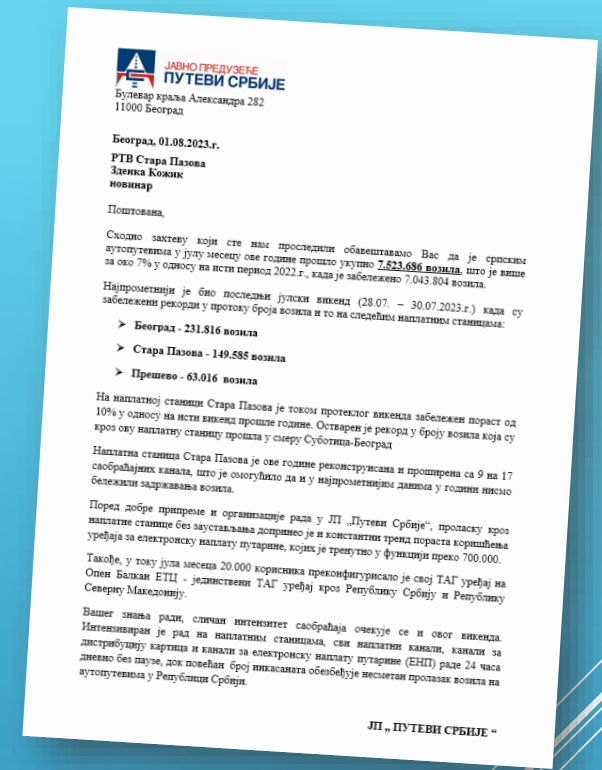 ЈАВНО ПРЕДУЗЕЋЕ
ПУТЕВИ СРБИЈЕ
Булевар краља Александра 282
11000 Београд
Београд, 01.08.2023.г.
РТВ Стара Пазова
Зденка Кожик
новинар
Поштована,
Сходно захтеву који сте нам проследили обавештавамо Вас да је српским
аутопутевима у јулу месецу ове године прошло укупно 7.523.686 возила, што је више
за око 7% у односу на исти период 2022.г., када је забележено 7.043.804 возила.
Најпрометнији је био последњи јулски викенд (28.07. – 30.07.2023.г.) када су
забележени рекорди у протоку броја возила и то на следећим наплатним станицама:
➢ Београд - 231.816 возила
➢ Стара Пазова - 149.585 возила
➢ Прешево - 63.016 возила
На наплатној станици Стара Пазова је током протеклог викенда забележен пораст од
10% у односу на исти викенд прошле године. Остварен је рекорд у броју возила која су
кроз ову наплатну станицу прошла у смеру Суботица-Београд
Наплатна станица Стара Пазова је ове године реконструисана и проширена са 9 на 17
саобраћајних канала, што је омогућило да и у најпрометнијим данима у години нисмо
бележили задржавања возила.
Поред добре припреме и организације рада у ЈП „Путеви Србије“, проласку кроз
наплатне станице без заустављања допринео је и константни тренд пораста коришћења
уређаја за електронску наплату путарине, којих је тренутно у функцији преко 700.000.
Такође, у току јула месеца 20.000 корисника преконфигурисало је свој ТАГ уређај на
Опен Балкан ЕТЦ - јединствени ТАГ уређај кроз Републику Србију и Републику
Северну Македонију.
Вашег знања ради, сличан интензитет саобраћаја очекује се и овог викенда.
Интензивиран је рад на наплатним станицама, сви наплатни канали, канали за
дистрибуцију картица и канали за електронску наплату путарине (ЕНП) раде 24 часа
дневно без паузе, док повећан број инкасаната обезбеђује несметан пролазак возила на
аутопутевима у Републици Србији.
ЈП „ ПУТЕВИ СРБИЈЕ “